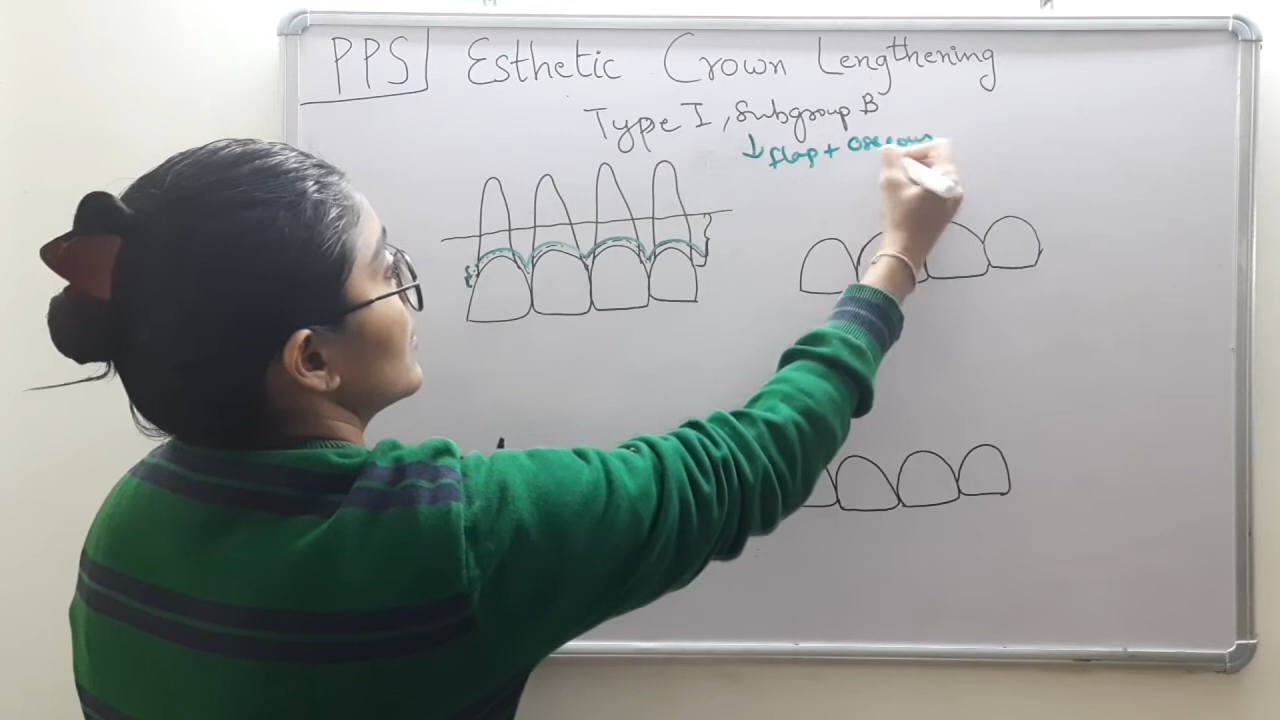 PPS Esthetic Crown Lengthening
Type I, Subgroup B
↓ flap + osseous